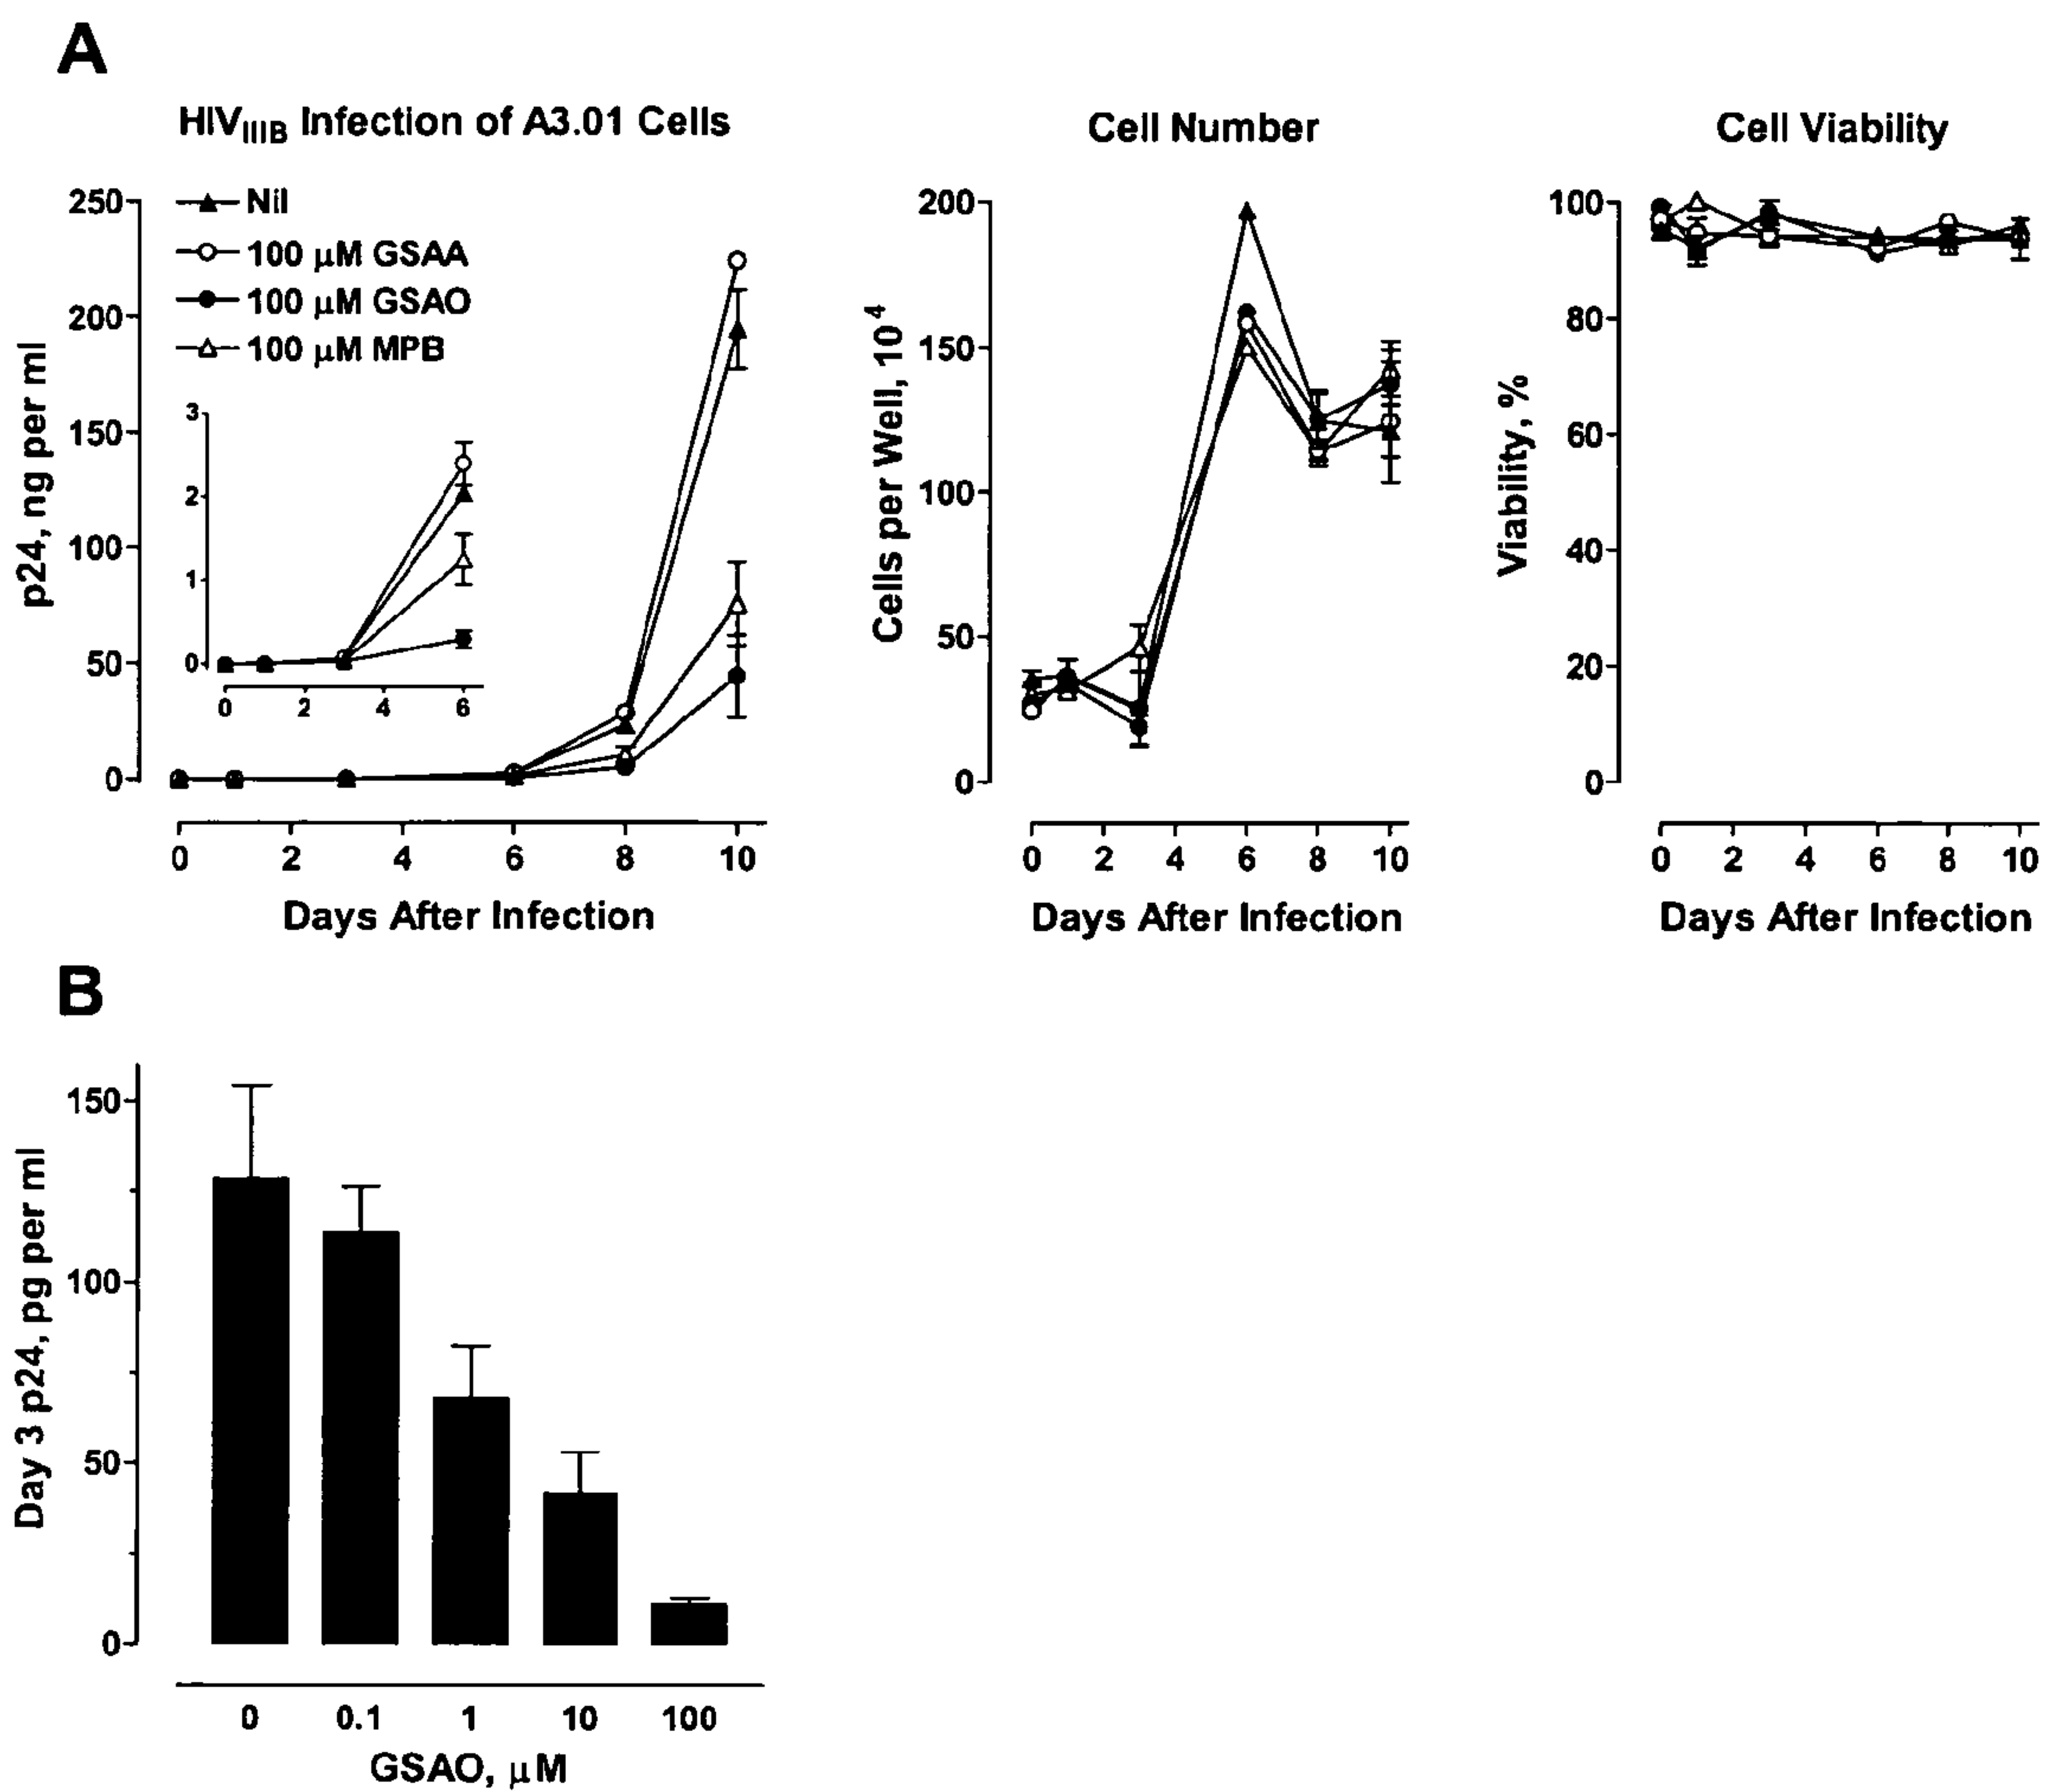 A
HIVIIIB Infection of A3.01 Cells
Nil
100 μM GSAA
100 μM GSAO
100 μM MPB
250
200
150
100
50
0
p24, ng per ml
3
2
1
0
0 2 4 6
0 2 4 6 8 10
Days After Infection
Cell Number
200
150
100
50
0
Cells per Well, 10 4
0 2 4 6 8 10
Days After Infection
Cell Viability
100
80
60
40
20
0
Viability, %
0 2 4 6 8 10
Days After Infection
B
150
100
50
0
Day 3 p24, pg per ml
0 0.1 1 10 100
GSAO, μM